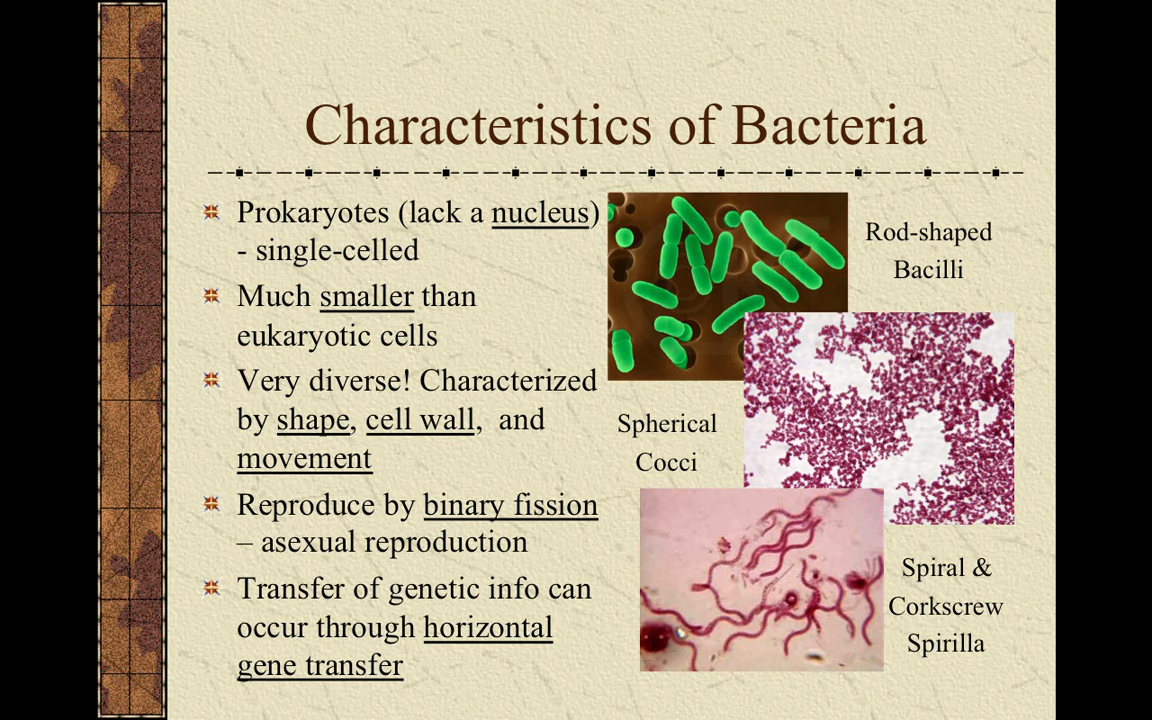 Characteristics of Bacteria
Prokaryotes (lack a nucleus)
- single-celled
Much smaller than
eukaryotic cells
Very diverse! Characterized
by shape, cell wall,  and
movement
Reproduce by binary fission
– asexual reproduction
Transfer of genetic info can
occur through horizontal
gene transfer
Rod-shaped
Bacilli
Spherical
Cocci
Spiral &
Corkscrew
Spirilla